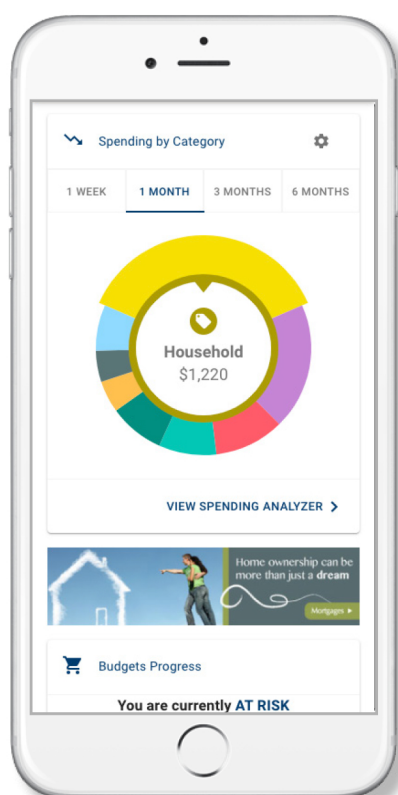 Spending by Category
1 WEEK 1 MONTH 3 MONTHS 6 MONTHS
Household
$1,220
VIEW SPENDING ANALYZER
Home ownership can be
more than just a dream
Mortgages
Budgets Progress
You are currently AT RISK